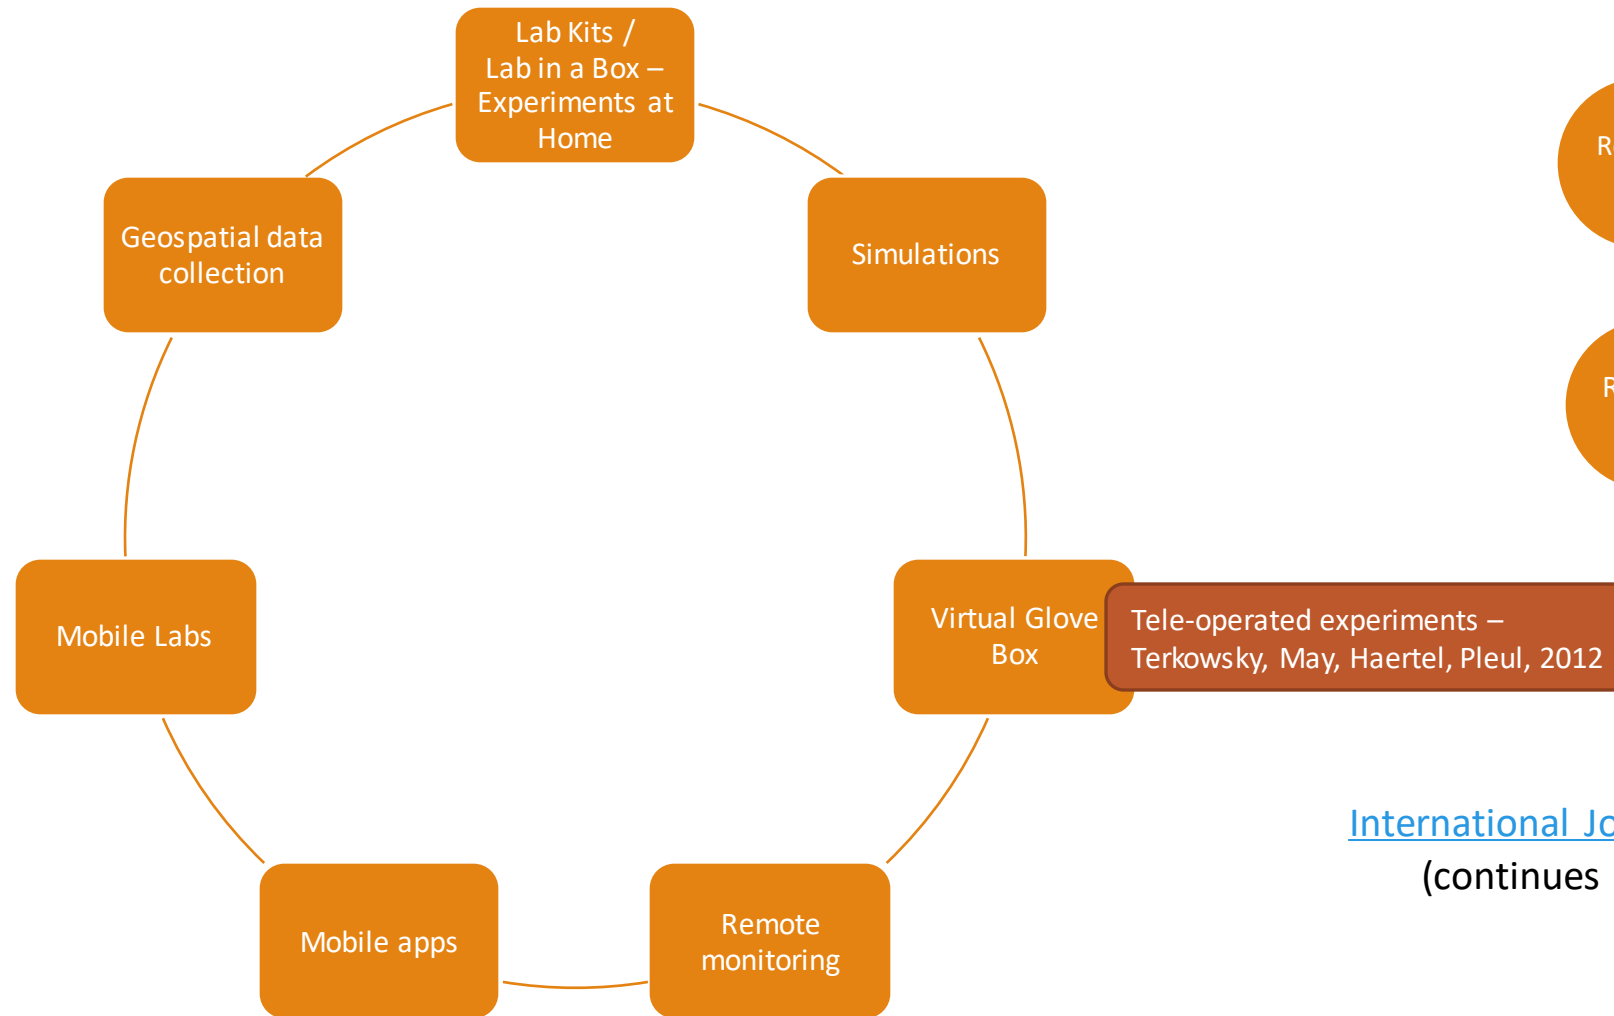 Lab Kits /
Lab in a Box –
Experiments at
Home
Geospatial data
collection
Simulations
Mobile Labs
Virtual Glove
Box
Tele-operated experiments –
Terkowsky, May, Haertel, Pleul, 2012
Mobile apps
Remote
monitoring
International
(continues